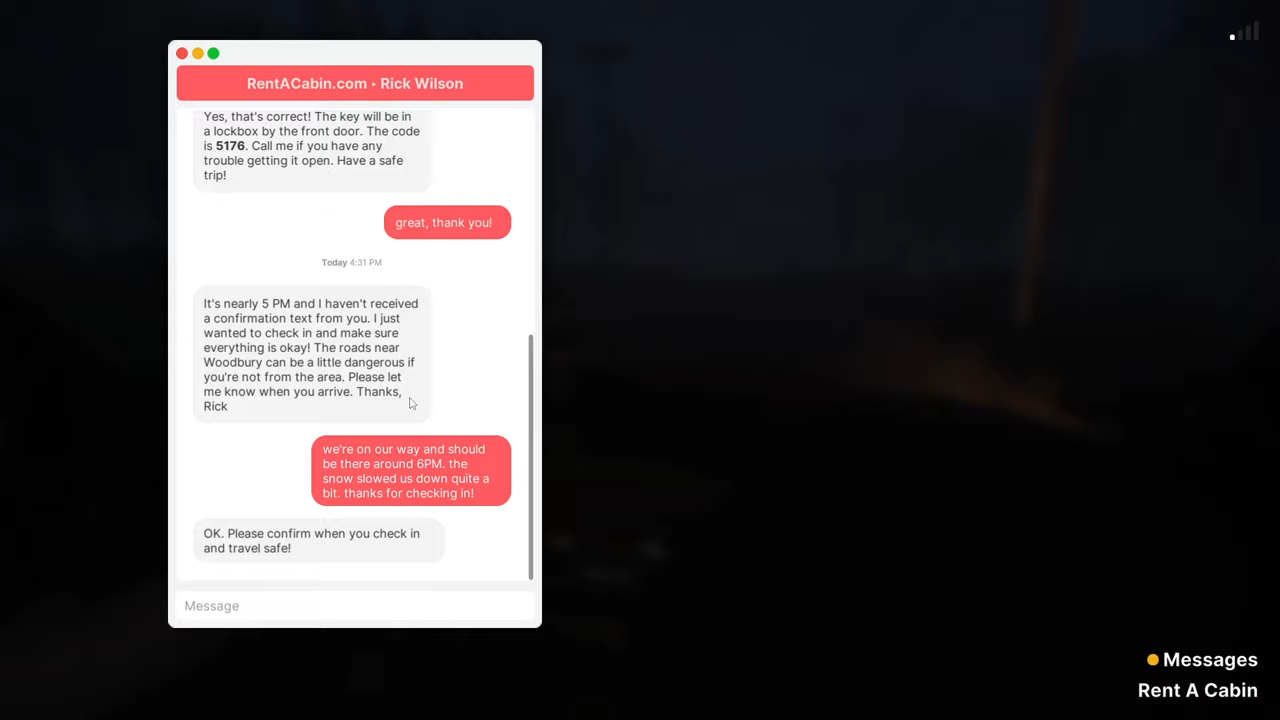 RentACabin.com ▸ Rick Wilson
Yes, that's correct! The key will be in
a lockbox by the front door. The code
is 5176. Call me if you have any
trouble getting it open. Have a safe
trip!
great, thank you!
Today 4:31 PM
It's nearly 5 PM and I haven't received
a confirmation text from you. I just
wanted to check in and make sure
everything is okay! The roads near
Woodbury can be a little dangerous if
you're not from the area. Please let
me know when you arrive. Thanks,
Rick
we're on our way and should
be there around 6PM. the
snow slowed us down quite a
bit. thanks for checking in!
OK. Please confirm when you check in
and travel safe!
Message
Messages
Rent A Cabin